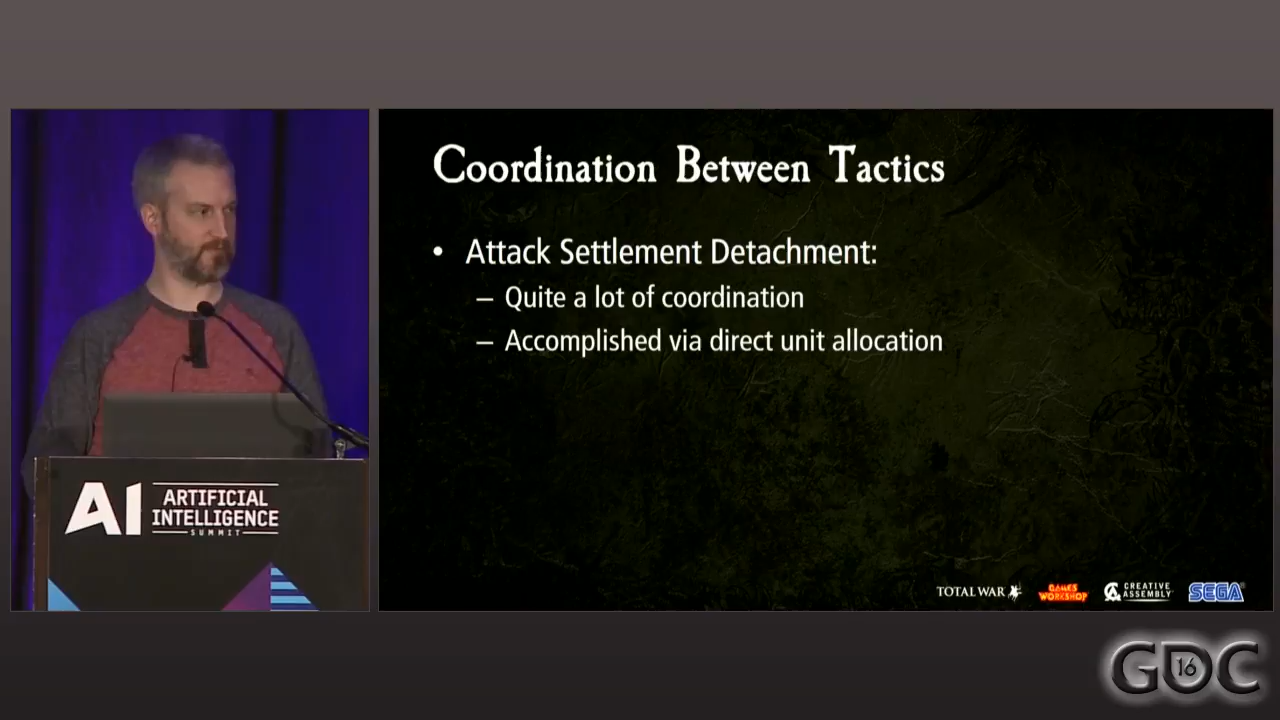 Coordination Between Tactics
• Attack Settlement Detachment:
– Quite a lot of coordination
– Accomplished via direct unit allocation
AI ARTIFICIAL
INTELLIGENCE
SUMMIT
TOTAL WAR
GAMES
WORKSHOP
CREATIVE
ASSEMBLY
SEGA
GDC
16